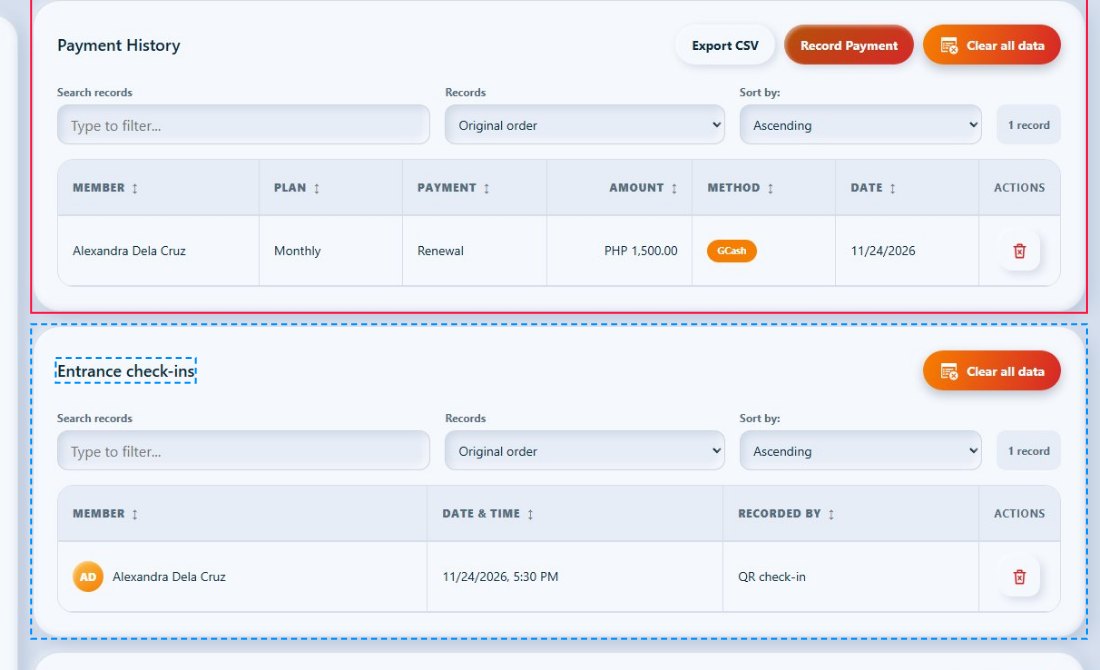 Payment History
Export CSV
Record Payment
Clear all data
Search records
Records
Sort by:
Type to filter...
Original order
Ascending
1 record
MEMBER ↕ PLAN ↕ PAYMENT ↕ AMOUNT ↕ METHOD ↕ DATE ↕ ACTIONS
Alexandra Dela Cruz Monthly Renewal PHP 1,500.00 GCash 11/24/2026
Entrance check-ins
Clear all data
Search records
Records
Sort by:
Type to filter...
Original order
Ascending
1 record
MEMBER ↕ DATE & TIME ↕ RECORDED BY ↕ ACTIONS
AD Alexandra Dela Cruz 11/24/2026, 5:30 PM QR check-in